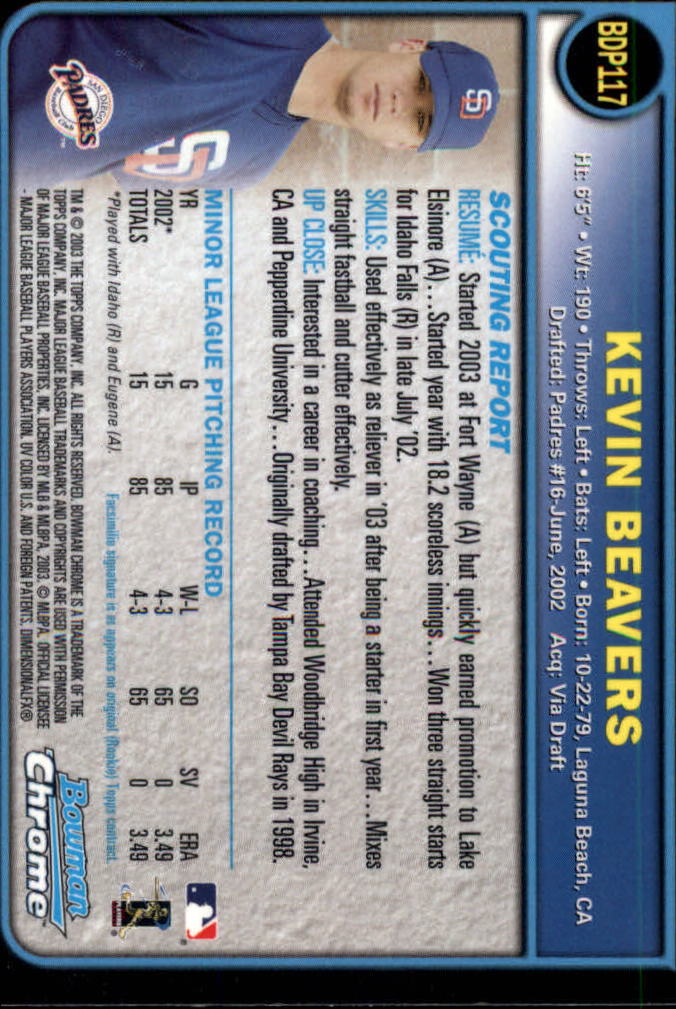 BDP117
KEVIN BEAVERS
Ht: 6'5" • Wt: 190 • Throws: Left • Bats: Left • Born: 10-22-79, Laguna Beach, CA
Drafted: Padres #16-June, 2002 Acq: Via Draft
SD
SD
SAN DIEGO
PADRES
Baseball Club
TM
SCOUTING REPORT
RESUMÉ: Started 2003 at Fort Wayne (A) but quickly earned promotion to Lake
Elsinore (A)...Started year with 18.2 scoreless innings...Won three straight starts
for Idaho Falls (R) in late July '02.
SKILLS: Used effectively as reliever in '03 after being a starter in first year...Mixes
straight fastball and cutter effectively.
UP CLOSE: Interested in a career in coaching...Attended Woodbridge High in Irvine,
CA and Pepperdine University...Originally drafted by Tampa Bay Devil Rays in 1998.
MINOR LEAGUE PITCHING RECORD
YR G IP W-L SO SV ERA
2002* 15 85 4-3 65 0 3.49
TOTALS 15 85 4-3 65 0 3.49
*Played with Idaho (R) and Eugene (A).
Facsimile signature is as appears on original (Rookie) Topps contract.
TM & © 2003 THE TOPPS COMPANY, INC. ALL RIGHTS RESERVED. BOWMAN CHROME IS A TRADEMARK OF THE
TOPPS COMPANY, INC. MAJOR LEAGUE BASEBALL TRADEMARKS AND COPYRIGHTS ARE USED WITH PERMISSION
OF MAJOR LEAGUE BASEBALL PROPERTIES, INC. LICENSED BY MLB & MLBPA, 2003. © MLBPA. OFFICIAL LICENSEE
- MAJOR LEAGUE BASEBALL PLAYERS ASSOCIATION. UV COLOR U.S. AND FOREIGN PATENTS. DIMENSIONALFX®
Bowman
Chrome